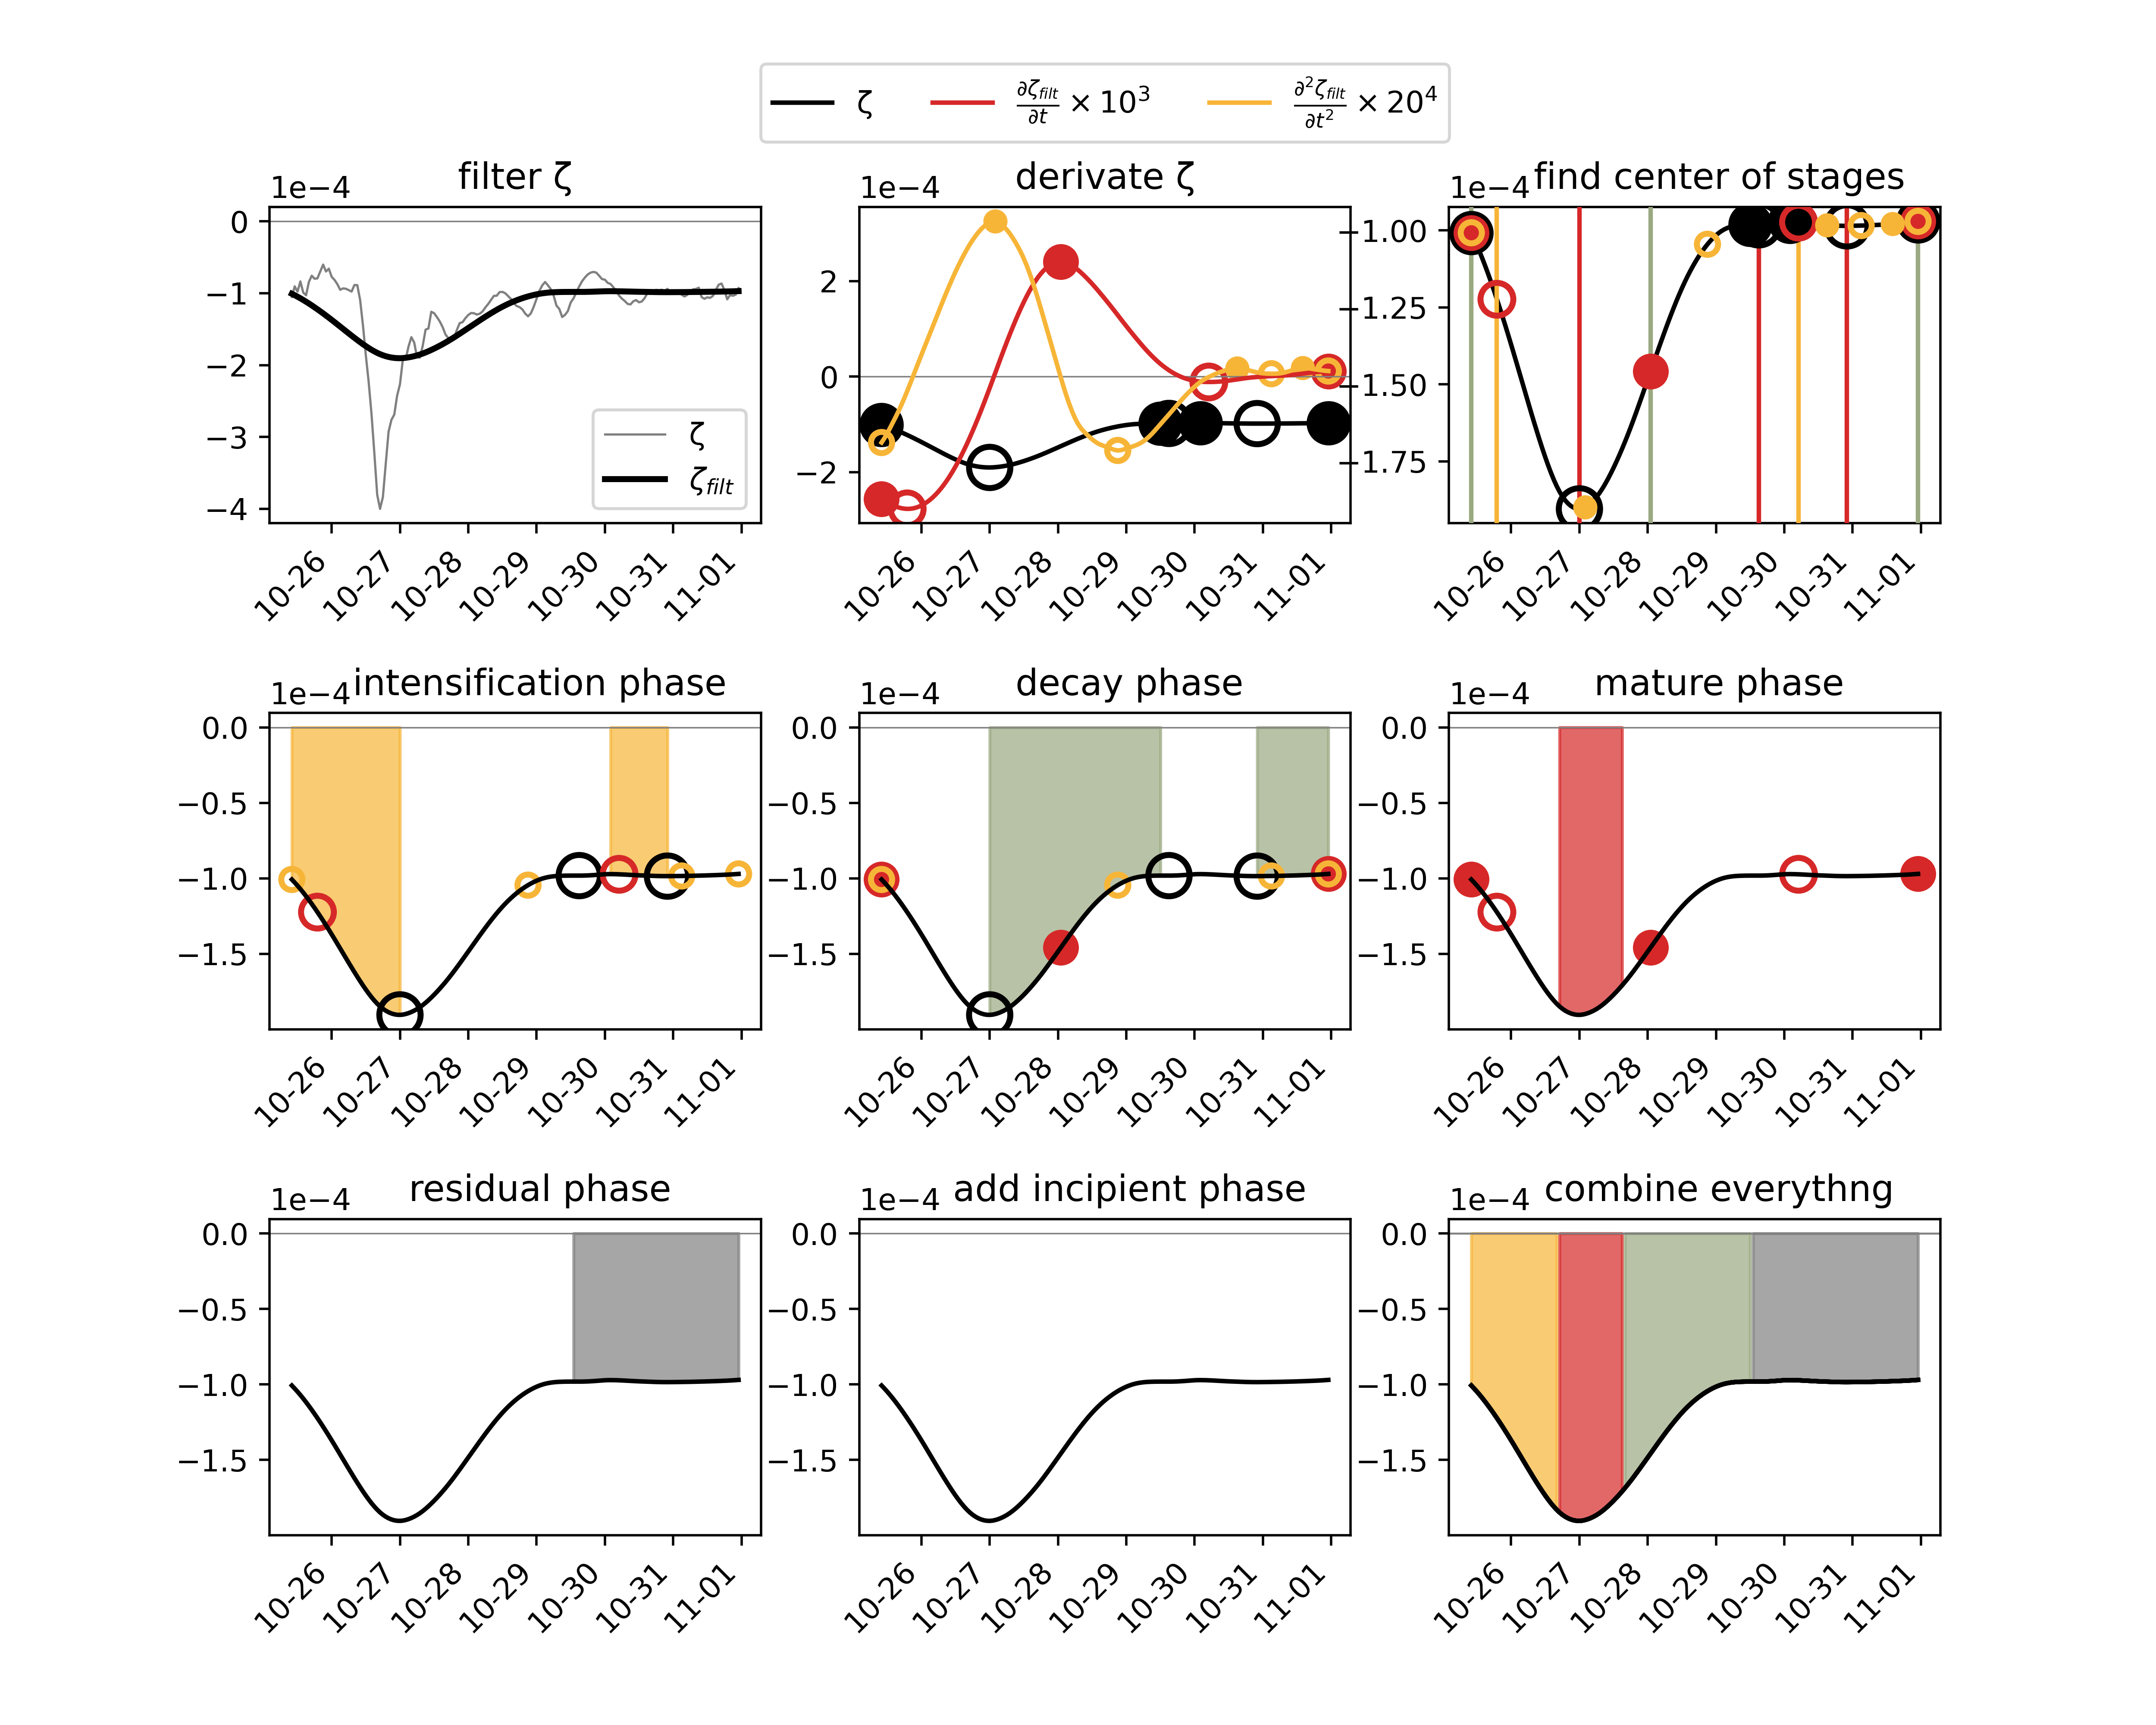 ζ   ∂ζ_filt/∂t × 10³   ∂²ζ_filt/∂t² × 20⁴
filter ζ
1e−4
0
−1
−2
−3
−4
ζ
ζ_filt
10-26 10-27 10-28 10-29 10-30 10-31 11-01
derivate ζ
1e−4
2
0
−2
10-26 10-27 10-28 10-29 10-30 10-31 11-01
find center of stages
1e−4
−1.00
−1.25
−1.50
−1.75
10-26 10-27 10-28 10-29 10-30 10-31 11-01
intensification phase
1e−4
0.0
−0.5
−1.0
−1.5
10-26 10-27 10-28 10-29 10-30 10-31 11-01
decay phase
1e−4
0.0
−0.5
−1.0
−1.5
10-26 10-27 10-28 10-29 10-30 10-31 11-01
mature phase
1e−4
0.0
−0.5
−1.0
−1.5
10-26 10-27 10-28 10-29 10-30 10-31 11-01
residual phase
1e−4
0.0
−0.5
−1.0
−1.5
10-26 10-27 10-28 10-29 10-30 10-31 11-01
add incipient phase
1e−4
0.0
−0.5
−1.0
−1.5
10-26 10-27 10-28 10-29 10-30 10-31 11-01
combine everythng
1e−4
0.0
−0.5
−1.0
−1.5
10-26 10-27 10-28 10-29 10-30 10-31 11-01